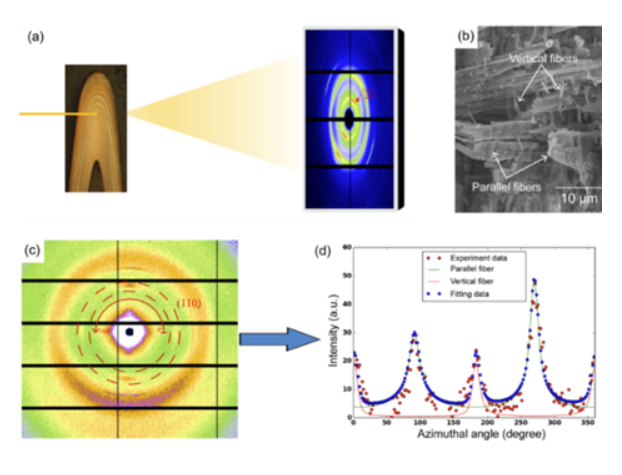 (a)
(b)
Vertical fibers
Parallel fibers
10 μm
(c)
(110)
(d)
Experiment data
Parallel fiber
Vertical fiber
Fitting data
Intensity (a.u.)
60
50
40
30
20
10
0
0 50 100 150 200 250 300 350
Azimuthal angle (degree)